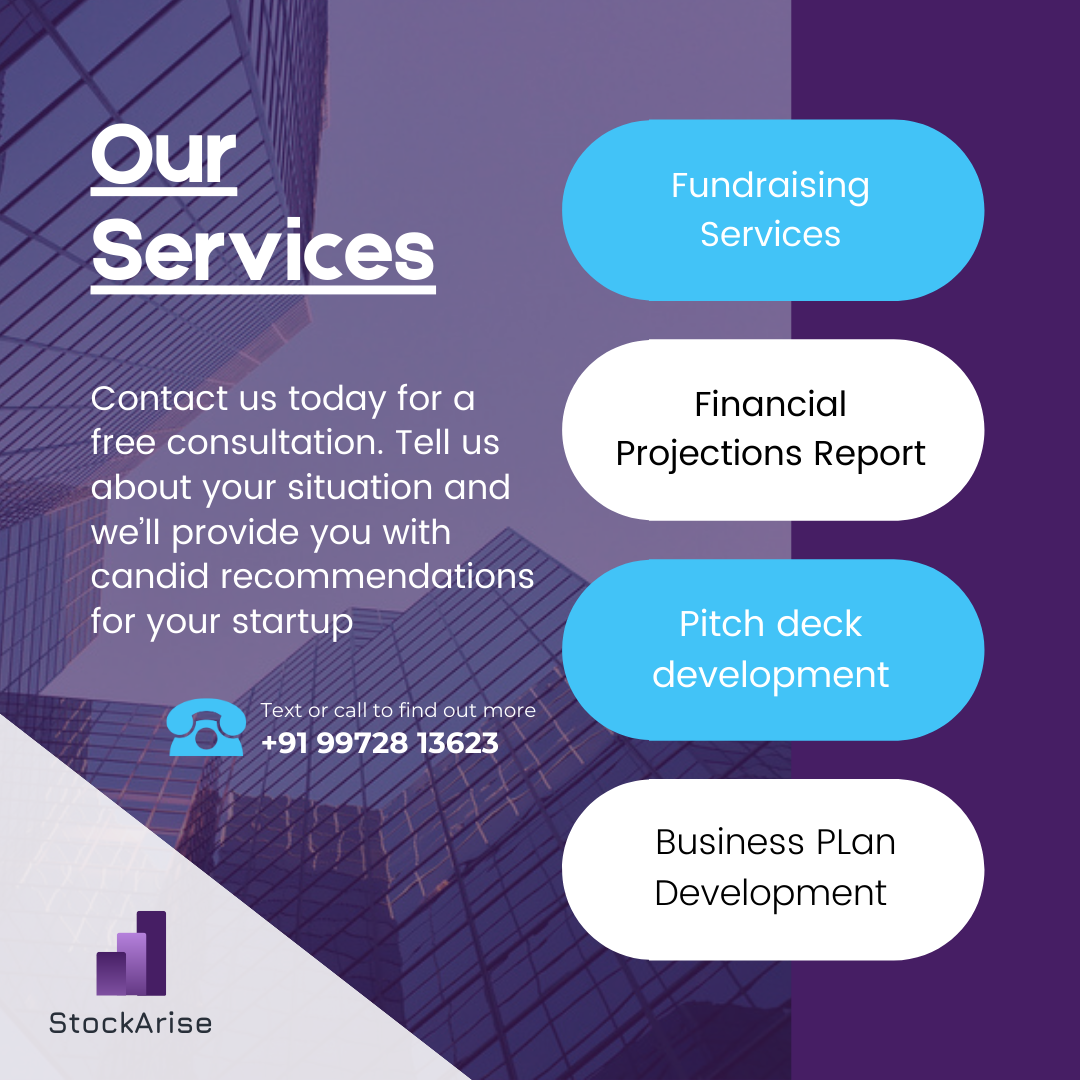 Our
Services
Contact us today for a
free consultation. Tell us
about your situation and
we'll provide you with
candid recommendations
for your startup
Text or call to find out more
+91 99728 13623
Fundraising
Services
Financial
Projections Report
Pitch deck
development
Business PLan
Development
StockArise